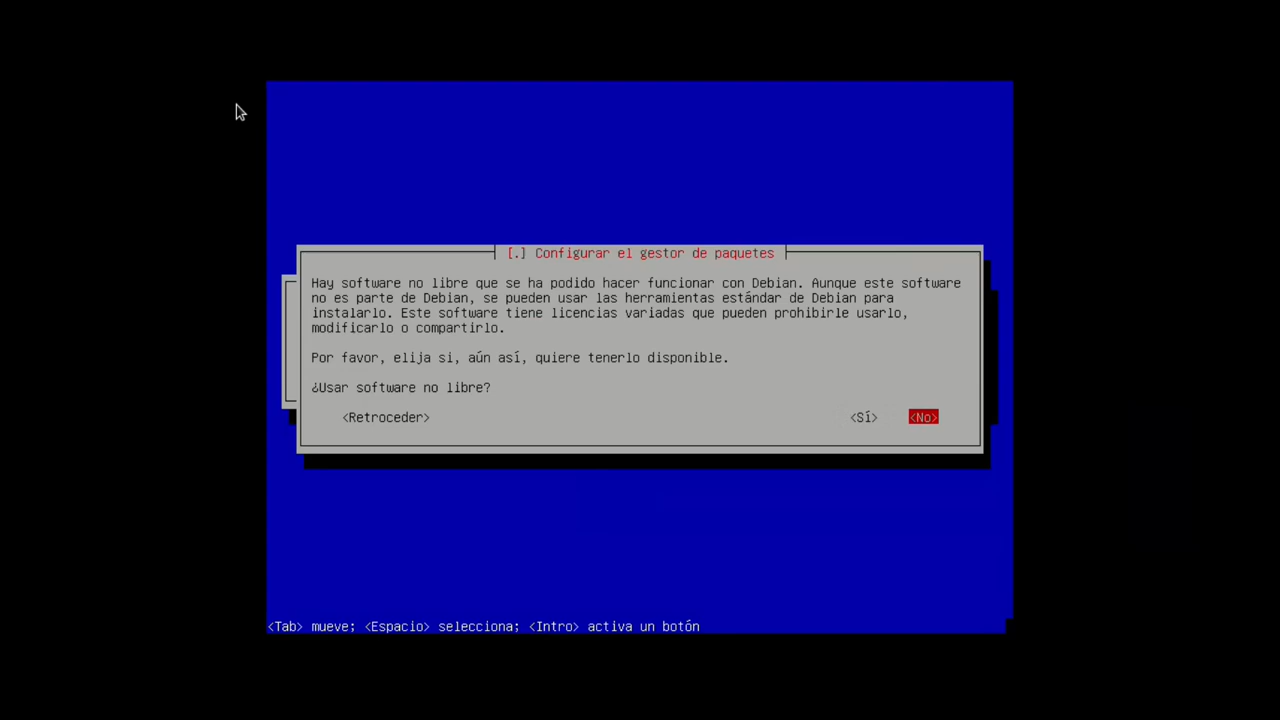 [.] Configurar el gestor de paquetes
Hay software no libre que se ha podido hacer funcionar con Debian. Aunque este software
no es parte de Debian, se pueden usar las herramientas estándar de Debian para
instalarlo. Este software tiene licencias variadas que pueden prohibirle usarlo,
modificarlo o compartirlo.
Por favor, elija si, aún así, quiere tenerlo disponible.
¿Usar software no libre?
<Retroceder> <Sí> <No>
<Tab> mueve; <Espacio> selecciona; <Intro> activa un botón